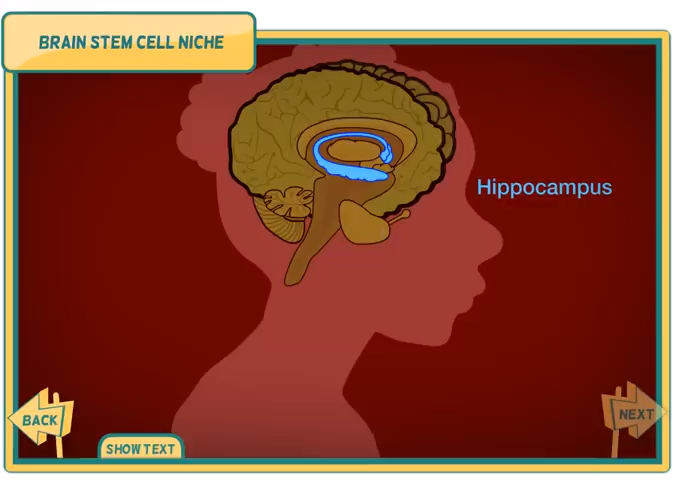 BRAIN STEM CELL NICHE
Hippocampus
BACK
NEXT
SHOW TEXT